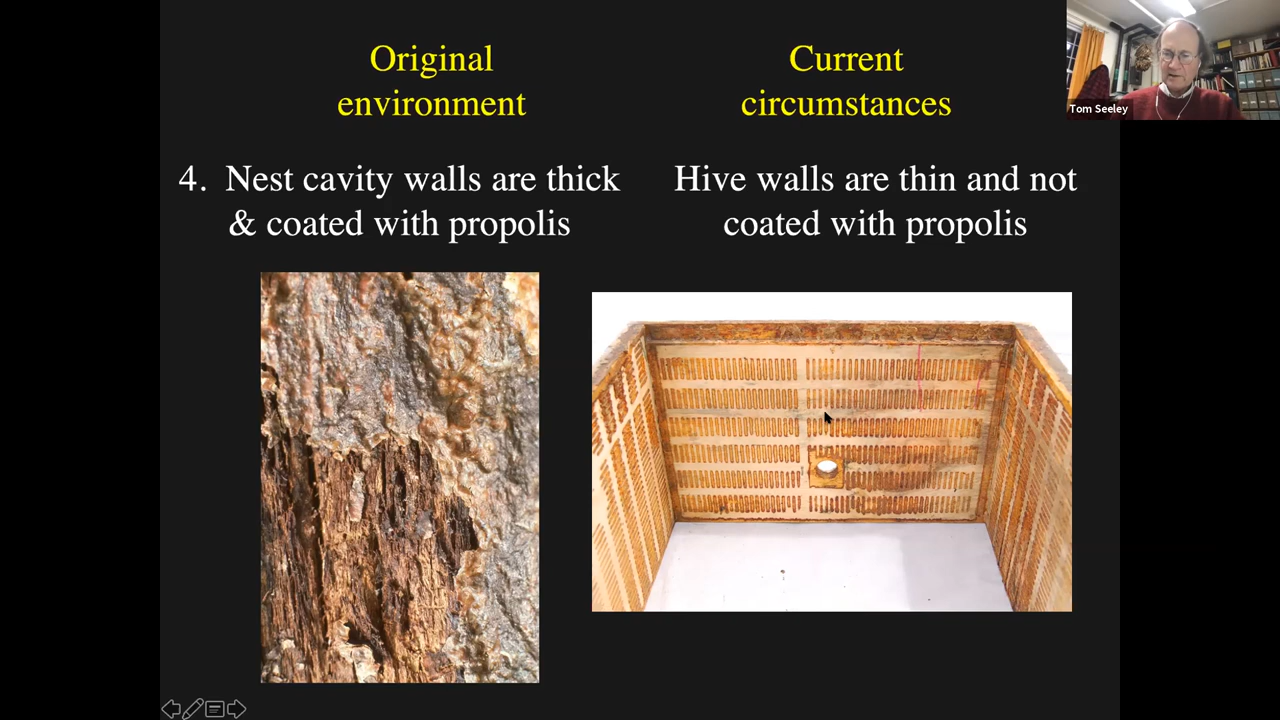 Original
environment
Current
circumstances
Tom Seeley
4. Nest cavity walls are thick
& coated with propolis
Hive walls are thin and not
coated with propolis